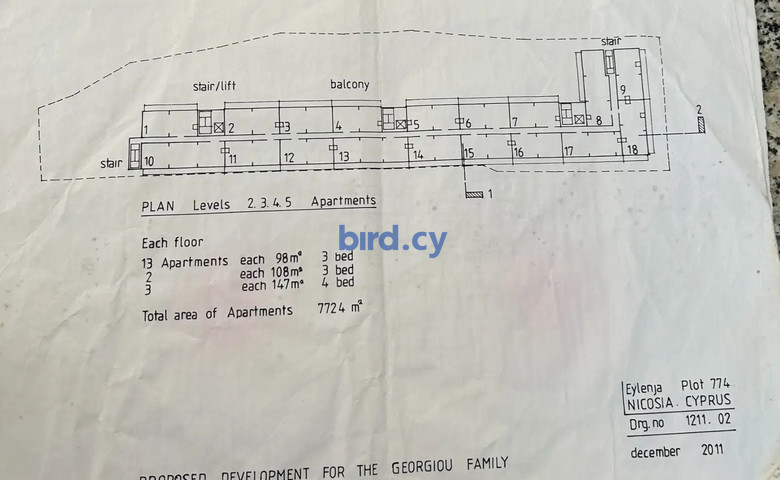 stair
stair/lift
balcony
2
1
2
3
4
5
6
7
8
9
stair
10
11
12
13
14
15
16
17
18
1
PLAN Levels 2.3.4.5 Apartments
Each floor
13 Apartments each 98m² 3 bed
2 each 108m² 3 bed
3 each 147m² 4 bed
Total area of Apartments 7724 m²
bird.cy
Eylenja Plot 774
NICOSIA. CYPRUS
Drg.no 1211. 02
december 2011
PROPOSED DEVELOPMENT FOR THE GEORGIOU FAMILY